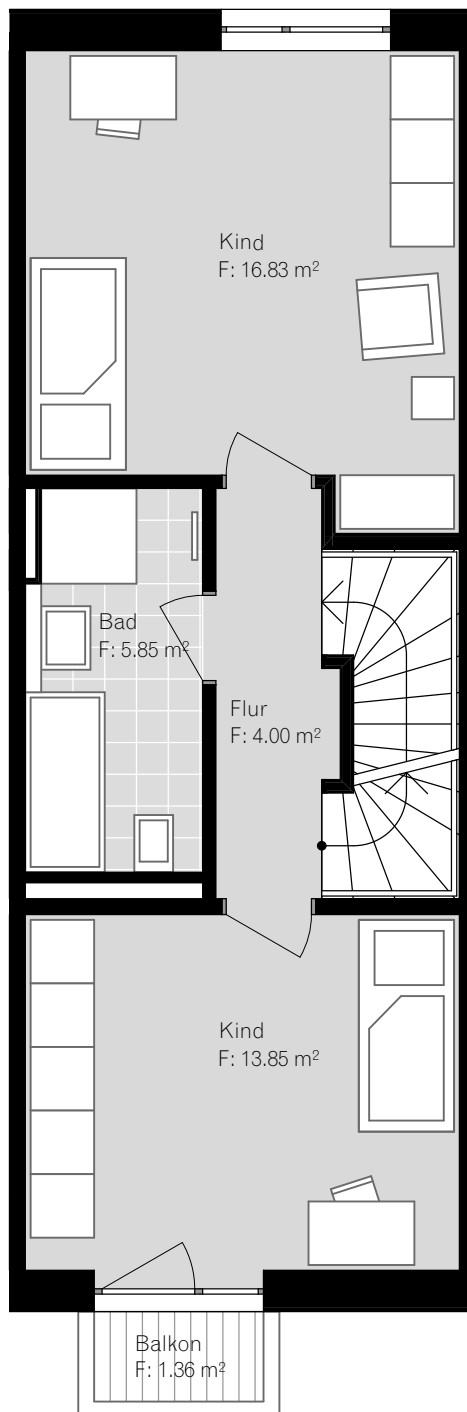 Kind
F: 16.83 m²
Bad
F: 5.85 m²
Flur
F: 4.00 m²
Kind
F: 13.85 m²
Balkon
F: 1.36 m²